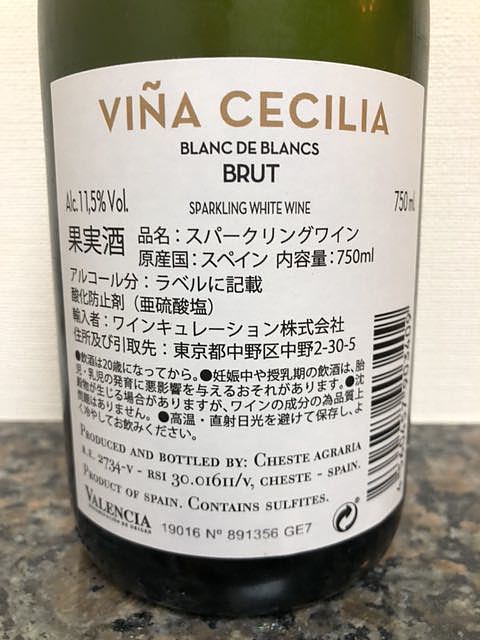 VIÑA CECILIA
BLANC DE BLANCS
BRUT
Alc. 11,5% Vol.
SPARKLING WHITE WINE
750 ml
果実酒
品名：スパークリングワイン
原産国：スペイン 内容量：750ml
アルコール分：ラベルに記載
酸化防止剤（亜硫酸塩）
輸入者：ワインキュレーション株式会社
住所及び引取先：東京都中野区中野2-30-5
●飲酒は20歳になってから。●妊娠中や授乳期の飲酒は、胎
児・乳児の発育に悪影響を与えるおそれがあります。●沈
殿物が生じる場合がありますが、ワインの成分の為品質上
問題はありません。●高温・直射日光を避けて保存し、よ
く冷やしてお飲みください。
PRODUCED AND BOTTLED BY: CHESTE AGRARIA
R.E. 2734-V - RSI 30.01611/V, CHESTE - SPAIN.
PRODUCT OF SPAIN. CONTAINS SULFITES.
VALENCIA
DENOMINACIÓN DE ORIGEN
19016 Nº 891356 GE7